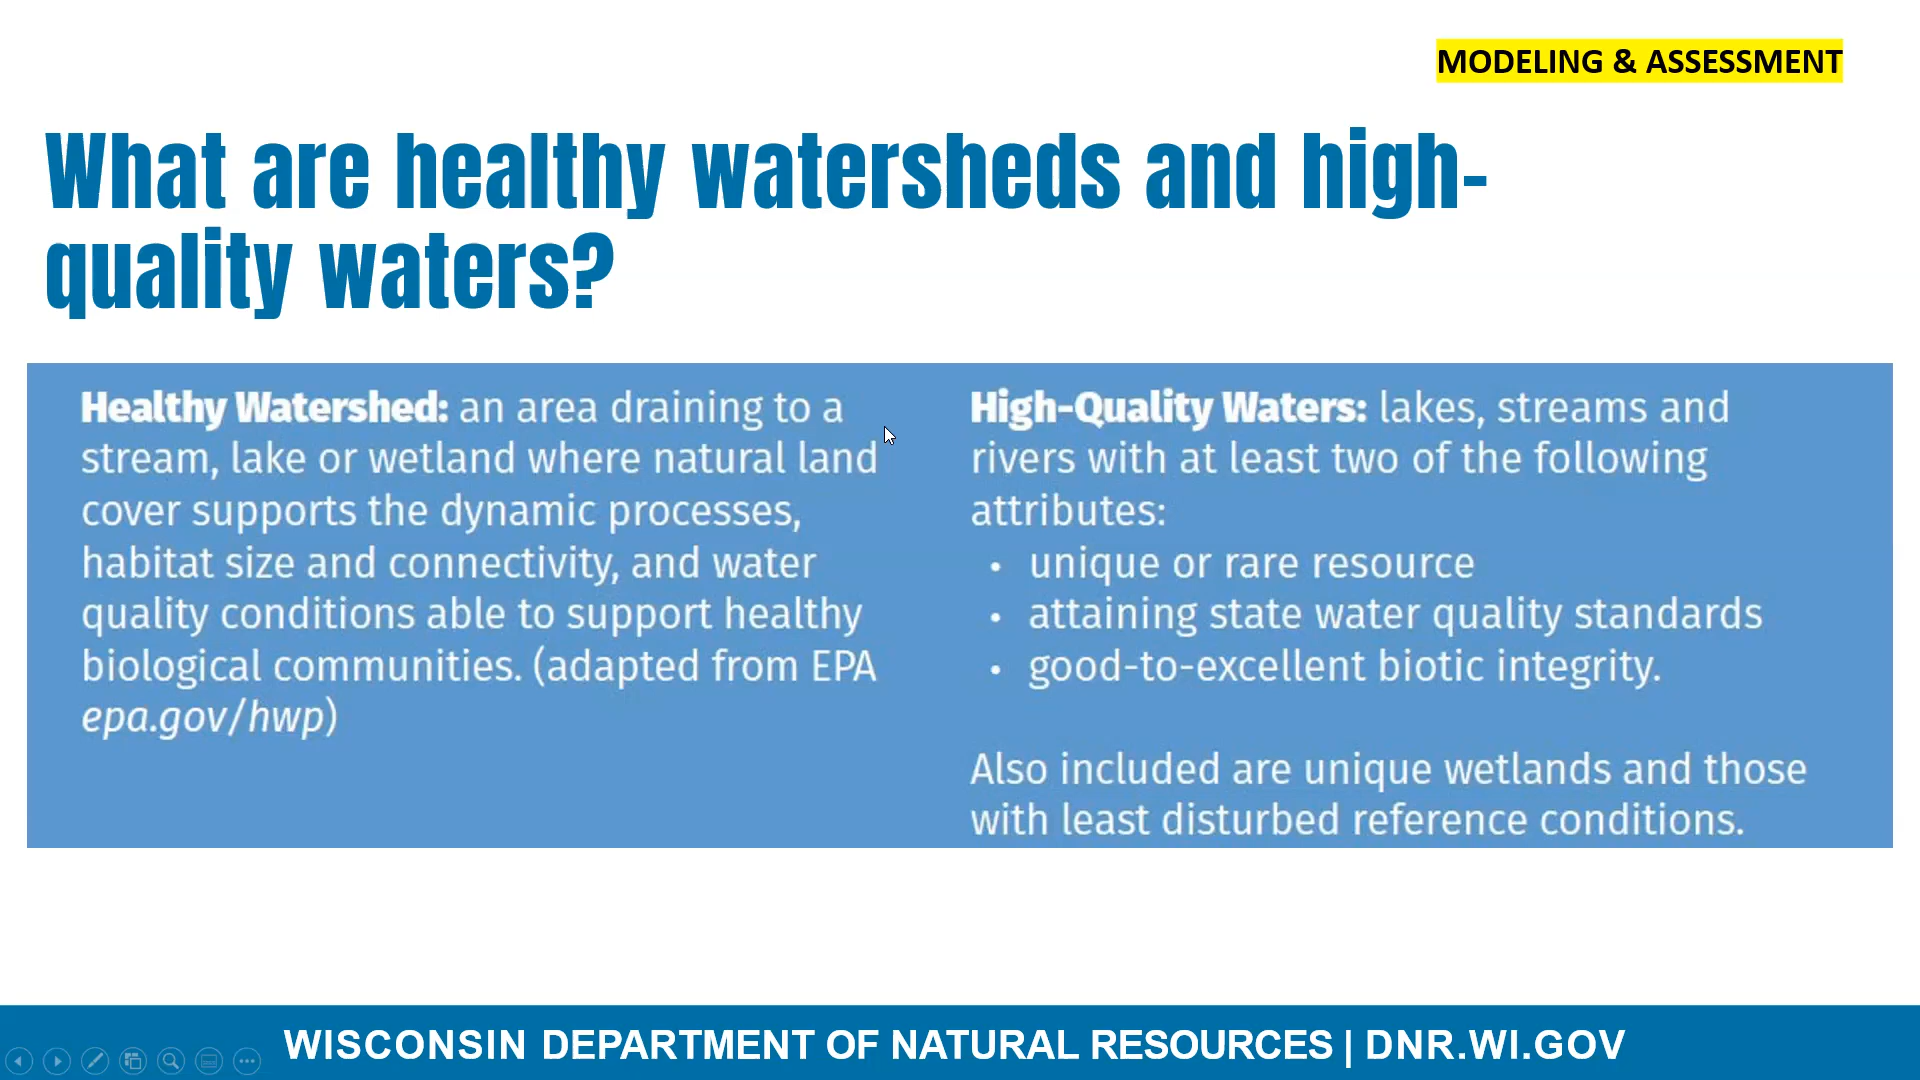 MODELING & ASSESSMENT
What are healthy watersheds and high-
quality waters?
Healthy Watershed: an area draining to a
stream, lake or wetland where natural land
cover supports the dynamic processes,
habitat size and connectivity, and water
quality conditions able to support healthy
biological communities. (adapted from EPA
epa.gov/hwp)
High-Quality Waters: lakes, streams and
rivers with at least two of the following
attributes:
• unique or rare resource
• attaining state water quality standards
• good-to-excellent biotic integrity.
Also included are unique wetlands and those
with least disturbed reference conditions.
WISCONSIN DEPARTMENT OF NATURAL RESOURCES | DNR.WI.GOV